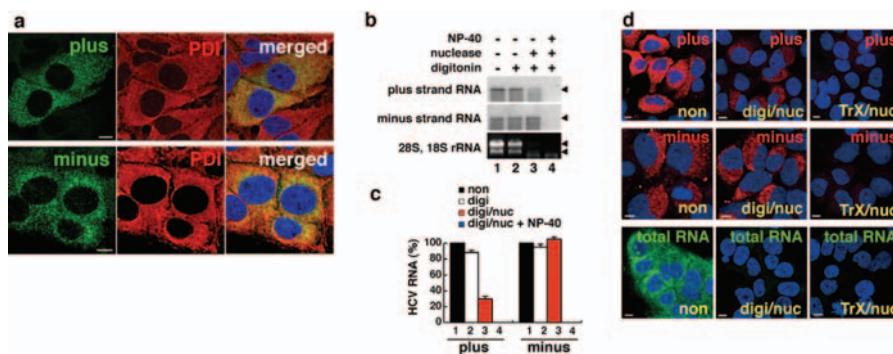 a
plus
PDI
merged
minus
PDI
merged
b
NP-40 - - - +
nuclease - - + +
digitonin - + + +
plus strand RNA
minus strand RNA
28S, 18S rRNA
1 2 3 4
c
non
digi
digi/nuc
digi/nuc + NP-40
HCV RNA (%)
100
80
60
40
20
0
1 2 3 4 1 2 3 4
plus minus
d
plus plus plus
non digi/nuc TrX/nuc
minus minus minus
non digi/nuc TrX/nuc
total RNA total RNA total RNA
non digi/nuc TrX/nuc